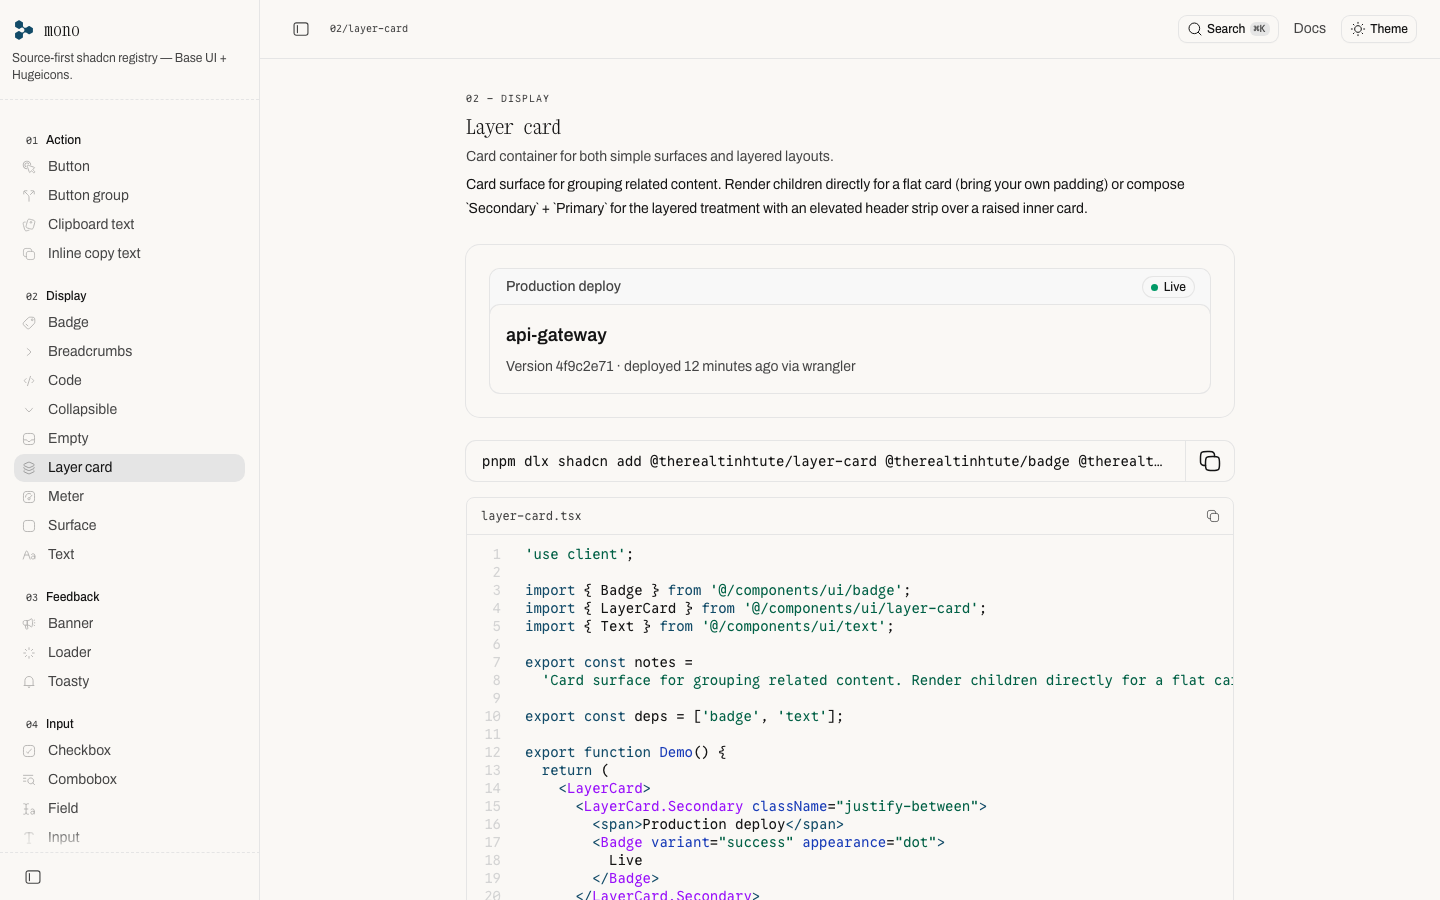 mono
Source-first shadcn registry — Base UI +
Hugeicons.
01 Action
Button
Button group
Clipboard text
Inline copy text
02 Display
Badge
Breadcrumbs
Code
Collapsible
Empty
Layer card
Meter
Surface
Text
03 Feedback
Banner
Loader
Toasty
04 Input
Checkbox
Combobox
Field
Input
02/layer-card
Search ⌘K
Docs
Theme
02 — DISPLAY
Layer card
Card container for both simple surfaces and layered layouts.
Card surface for grouping related content. Render children directly for a flat card (bring your own padding) or compose
`Secondary` + `Primary` for the layered treatment with an elevated header strip over a raised inner card.
Production deploy
Live
api-gateway
Version 4f9c2e71 · deployed 12 minutes ago via wrangler
pnpm dlx shadcn add @therealtinhtute/layer-card @therealtinhtute/badge @therealt…
layer-card.tsx
1 'use client';
2
3 import { Badge } from '@/components/ui/badge';
4 import { LayerCard } from '@/components/ui/layer-card';
5 import { Text } from '@/components/ui/text';
6
7 export const notes =
8 'Card surface for grouping related content. Render children directly for a flat car
9
10 export const deps = ['badge', 'text'];
11
12 export function Demo() {
13 return (
14 <LayerCard>
15 <LayerCard.Secondary className="justify-between">
16 <span>Production deploy</span>
17 <Badge variant="success" appearance="dot">
18 Live
19 </Badge>
20 </LayerCard.Secondary>